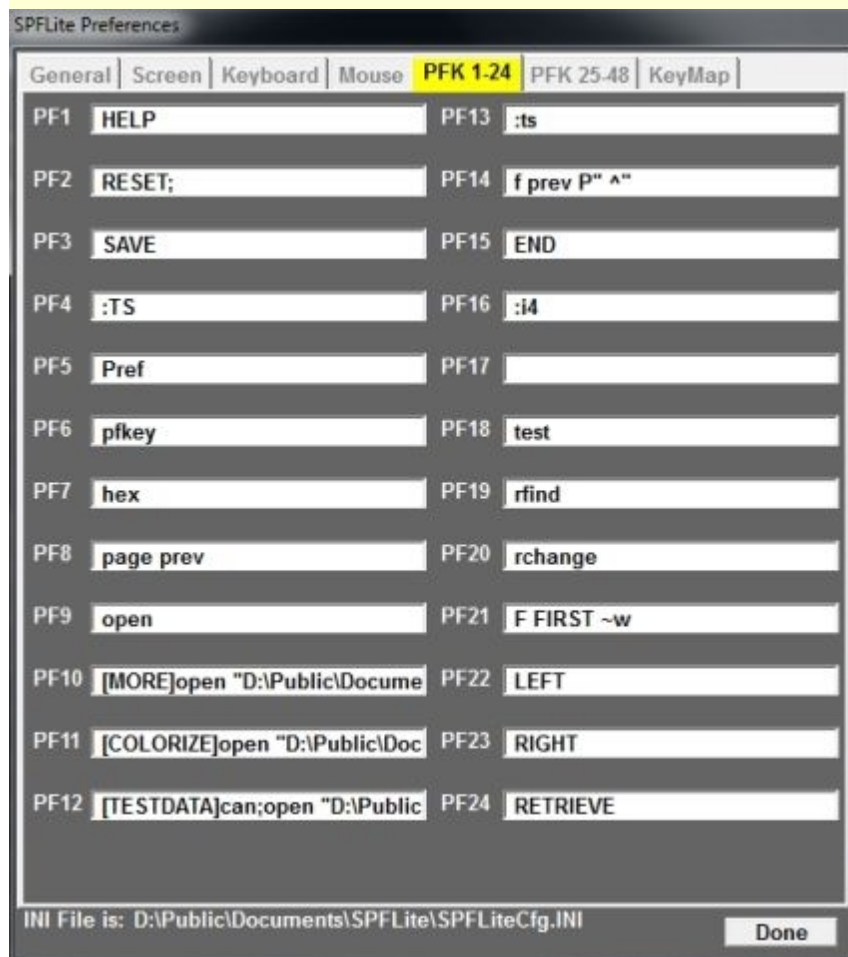 SPFLite Preferences
General Screen Keyboard Mouse PFK 1-24 PFK 25-48 KeyMap
PF1 HELP PF13 :ts
PF2 RESET; PF14 f prev P" ^"
PF3 SAVE PF15 END
PF4 :TS PF16 :i4
PF5 Pref PF17
PF6 pfkey PF18 test
PF7 hex PF19 rfind
PF8 page prev PF20 rchange
PF9 open PF21 F FIRST ~w
PF10 [MORE]open "D:\Public\Docume PF22 LEFT
PF11 [COLORIZE]open "D:\Public\Doc PF23 RIGHT
PF12 [TESTDATA]can;open "D:\Public PF24 RETRIEVE
INI File is: D:\Public\Documents\SPFLite\SPFLiteCfg.INI
Done